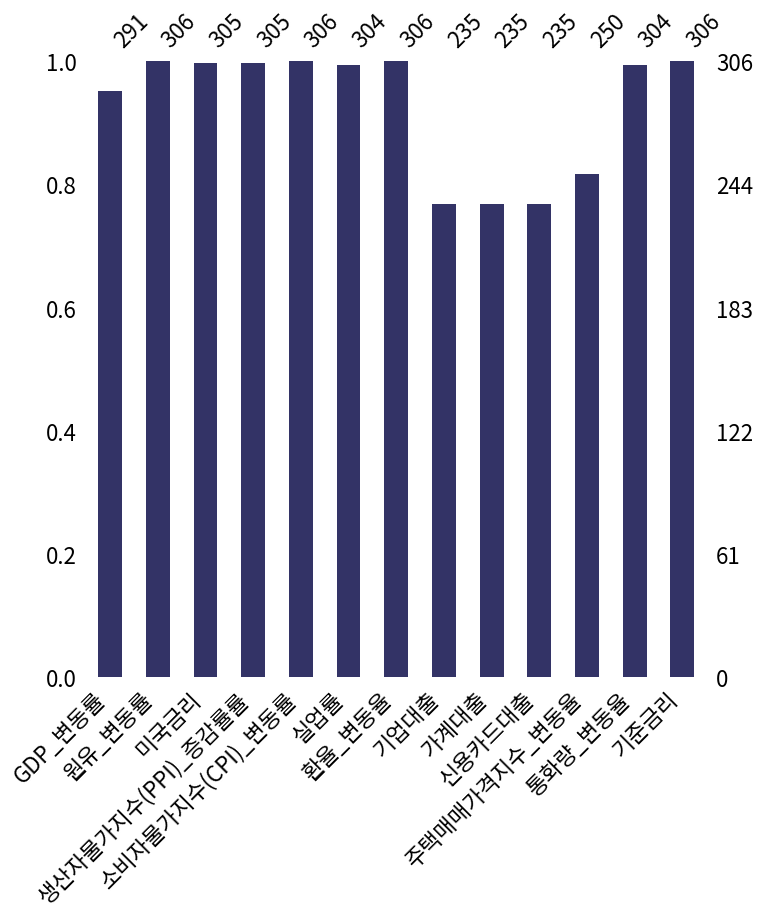 291
306
305
305
306
304
306
235
235
235
250
304
306
1.0
0.8
0.6
0.4
0.2
0.0
306
244
183
122
61
0
GDP_변동률
원유_변동률
미국금리
생산자물가지수(PPI)_증감률률
소비자물가지수(CPI)_변동률
실업률
환율_변동율
기업대출
가계대출
신용카드대출
주택매매가격지수_변동율
통화량_변동율
기준금리